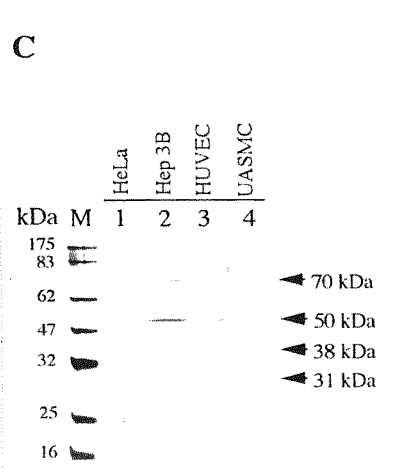 C
HeLa Hep 3B HUVEC UASMC
kDa M 1 2 3 4
175
83
62
47
32
25
16
70 kDa
50 kDa
38 kDa
31 kDa